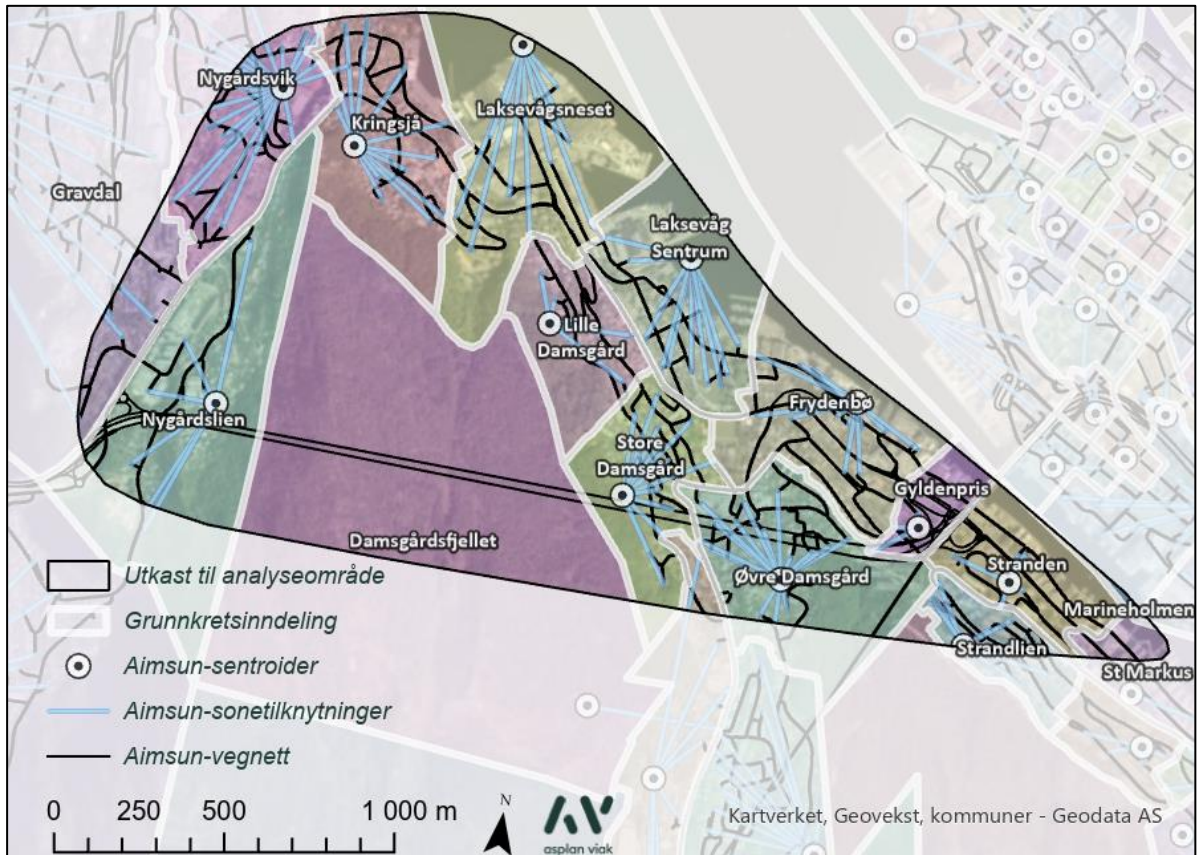 Nygårdsvik
Kringsjå
Laksevågsneset
Gravdal
Laksevåg
Sentrum
Lille
Damsgård
Nygårdslien
Frydenbø
Store
Damsgård
Gyldenpris
Damsgårdsfjellet
Øvre Damsgård
Stranden
Marineholmen
Strandlien
St Markus
Utkast til analyseområde
Grunnkretsinndeling
Aimsun-sentroider
Aimsun-sonetilknytninger
Aimsun-vegnett
0 250 500 1 000 m
N
asplan viak
Kartverket, Geovekst, kommuner - Geodata AS